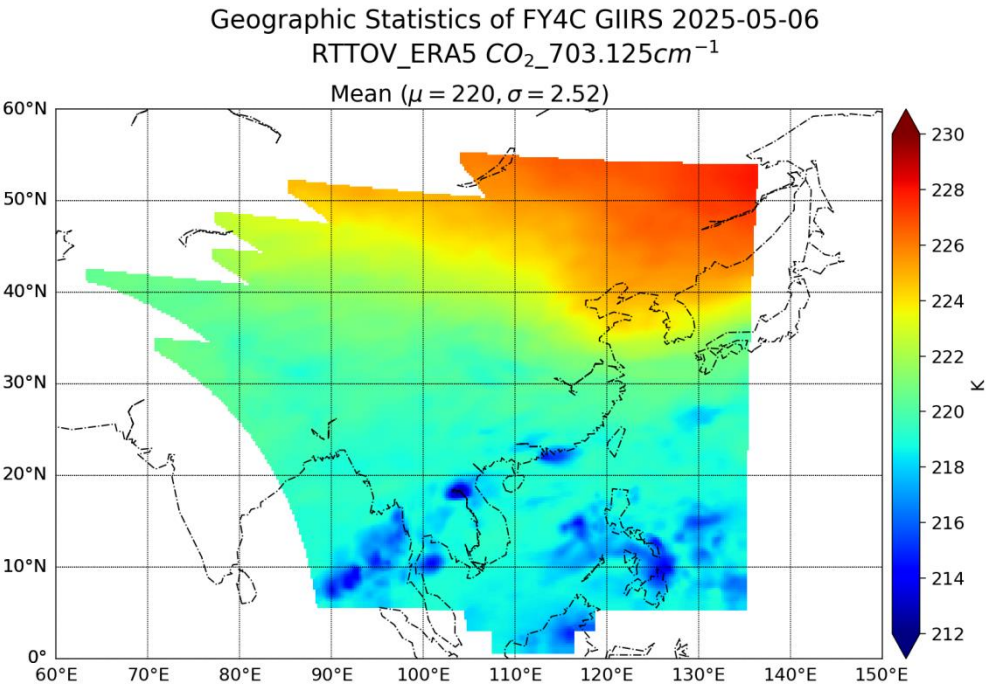 Geographic Statistics of FY4C GIIRS 2025-05-06
RTTOV_ERA5 CO₂_703.125cm⁻¹
Mean (μ = 220, σ = 2.52)
60°N
50°N
40°N
30°N
20°N
10°N
0°
60°E 70°E 80°E 90°E 100°E 110°E 120°E 130°E 140°E 150°E
230
228
226
224
222
220
218
216
214
212
K